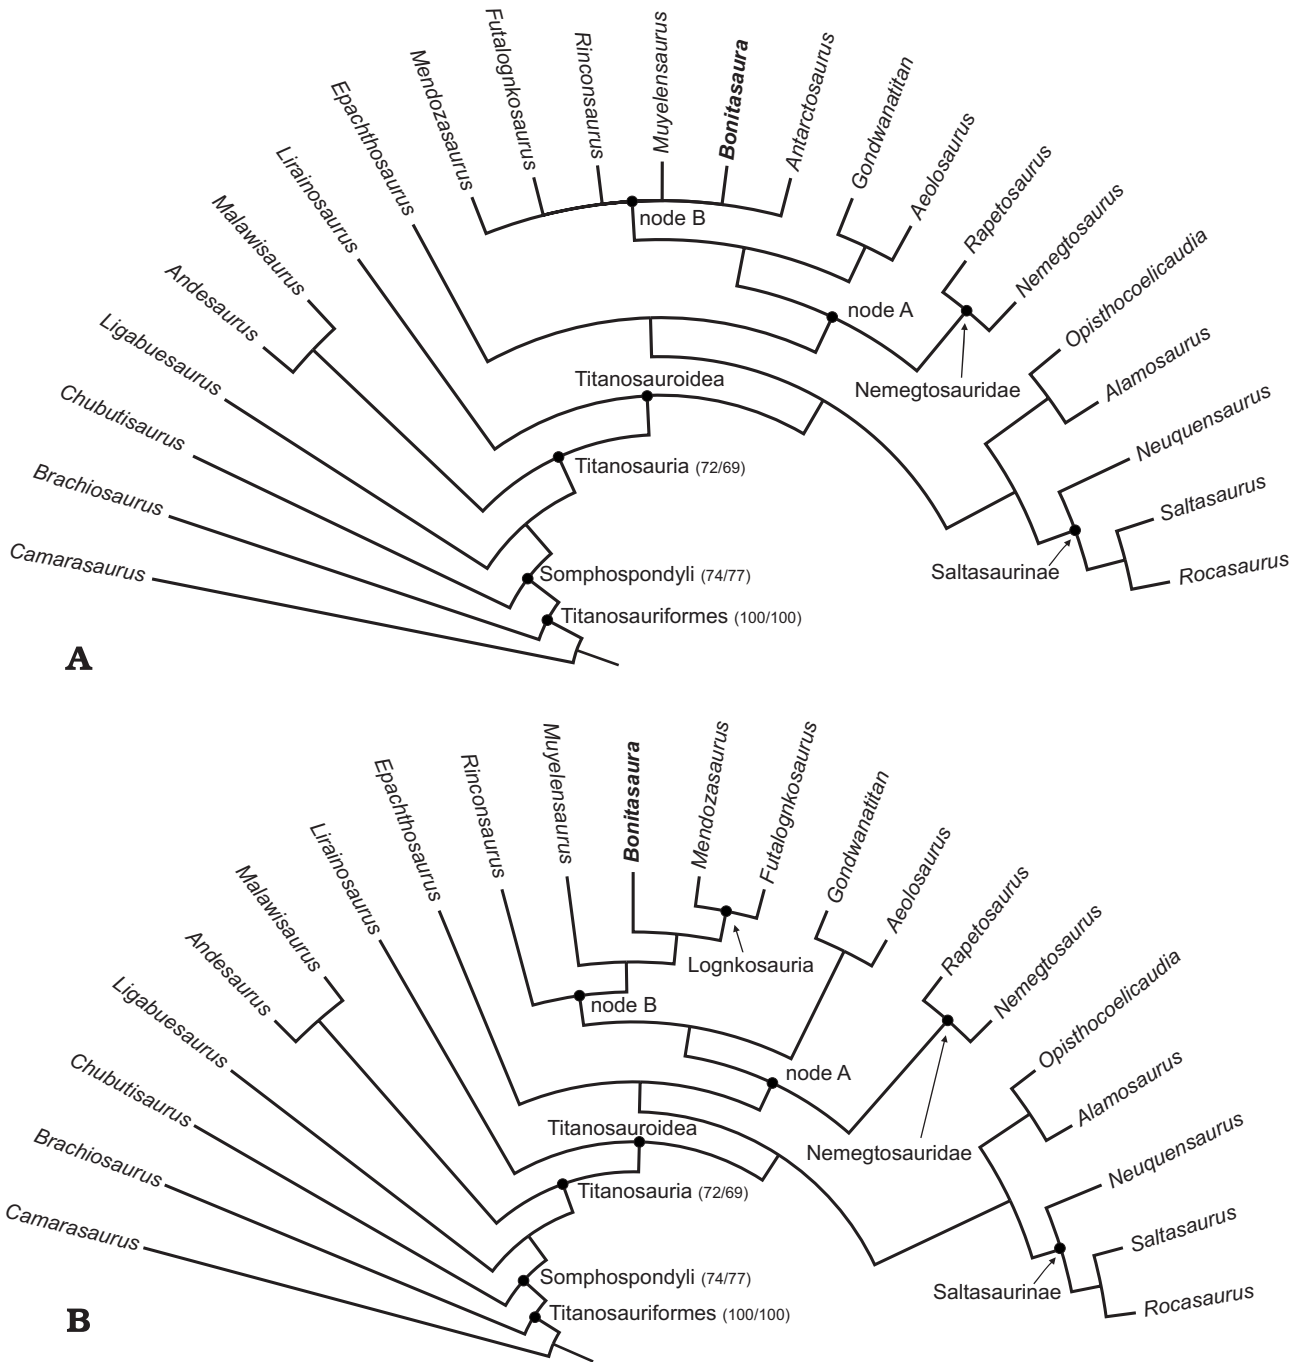 Camarasaurus
Brachiosaurus
Chubutisaurus
Ligabuesaurus
Andesaurus
Malawisaurus
Lirainosaurus
Epachthosaurus
Mendozasaurus
Futalognkosaurus
Rinconsaurus
Muyelensaurus
Bonitasaura
Antarctosaurus
Gondwanatitan
Aeolosaurus
Rapetosaurus
Nemegtosaurus
Opisthocoelicaudia
Alamosaurus
Neuquensaurus
Saltasaurus
Rocasaurus
node B
node A
Nemegtosauridae
Titanosauroidea
Titanosauria (72/69)
Saltasaurinae
Somphospondyli (74/77)
Titanosauriformes (100/100)
A
Camarasaurus
Brachiosaurus
Chubutisaurus
Ligabuesaurus
Andesaurus
Malawisaurus
Lirainosaurus
Epachthosaurus
Rinconsaurus
Muyelensaurus
Bonitasaura
Mendozasaurus
Futalognkosaurus
Gondwanatitan
Aeolosaurus
Rapetosaurus
Nemegtosaurus
Opisthocoelicaudia
Alamosaurus
Neuquensaurus
Saltasaurus
Rocasaurus
Lognkosauria
node B
node A
Titanosauroidea
Nemegtosauridae
Titanosauria (72/69)
Somphospondyli (74/77)
Saltasaurinae
Titanosauriformes (100/100)
B